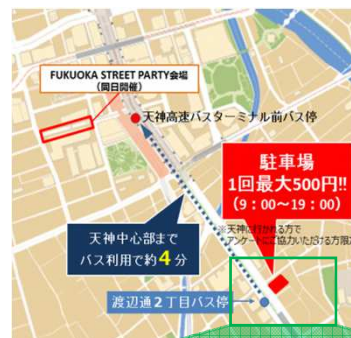 FUKUOKA STREET PARTY会場
（同日開催）
天神高速バスターミナル前バス停
駐車場
1回最大500円!!
（9：00〜19：00）
※天神に行かれる方で
アンケートにご協力いただける方限定
天神中心部まで
バス利用で約4分
渡辺通2丁目バス停